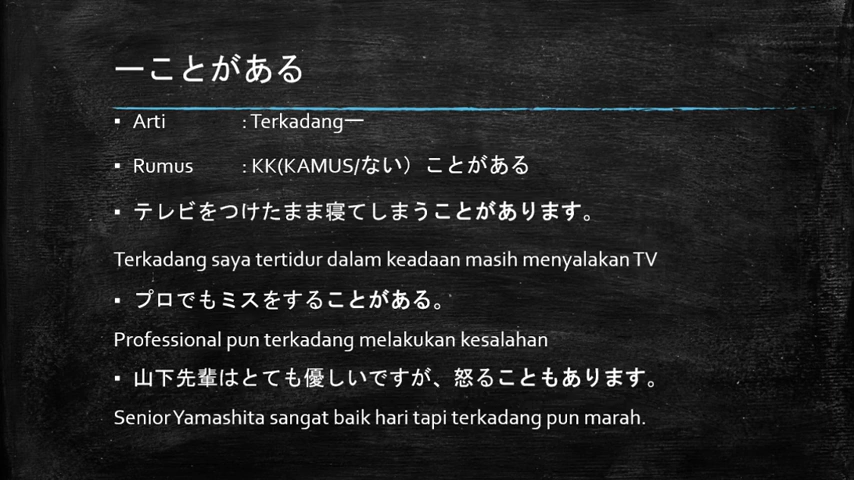 ーことがある
▪ Arti : Terkadangー
▪ Rumus : KK(KAMUS/ない）ことがある
▪ テレビをつけたまま寝てしまうことがあります。
Terkadang saya tertidur dalam keadaan masih menyalakan TV
▪ プロでもミスをすることがある。
Professional pun terkadang melakukan kesalahan
▪ 山下先輩はとても優しいですが、怒ることもあります。
Senior Yamashita sangat baik hari tapi terkadang pun marah.